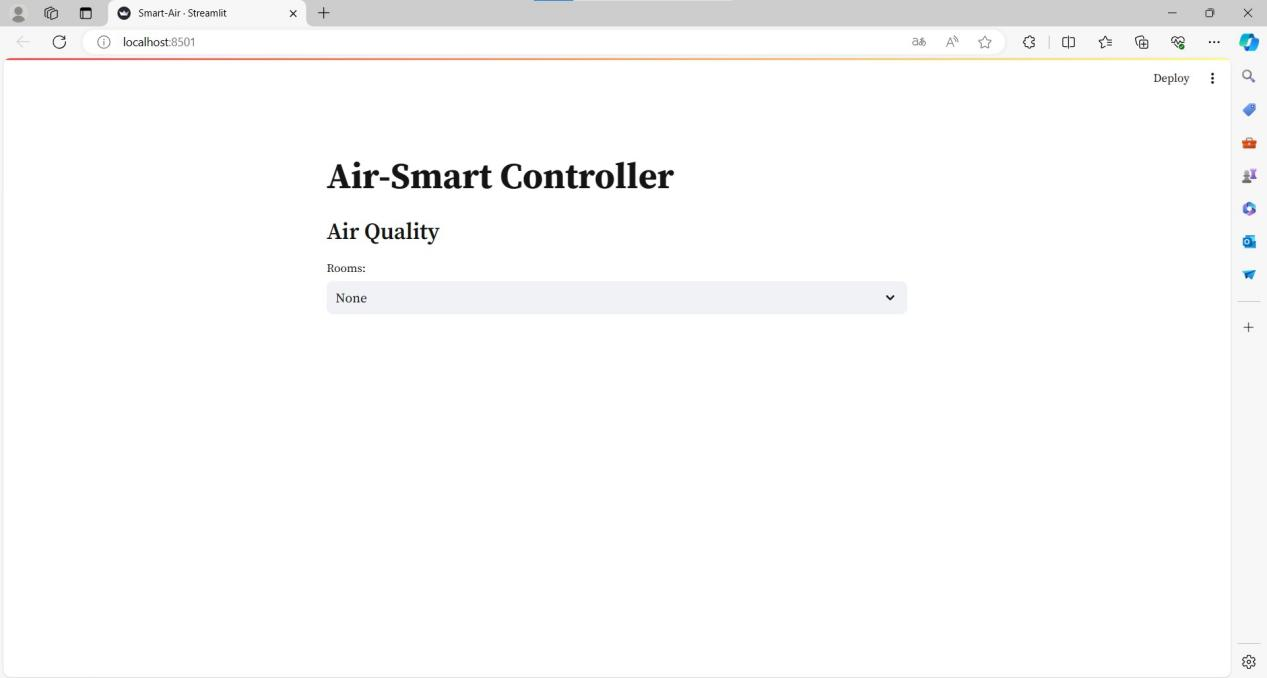 Smart-Air · Streamlit
localhost:8501
Deploy
Air-Smart Controller
Air Quality
Rooms:
None